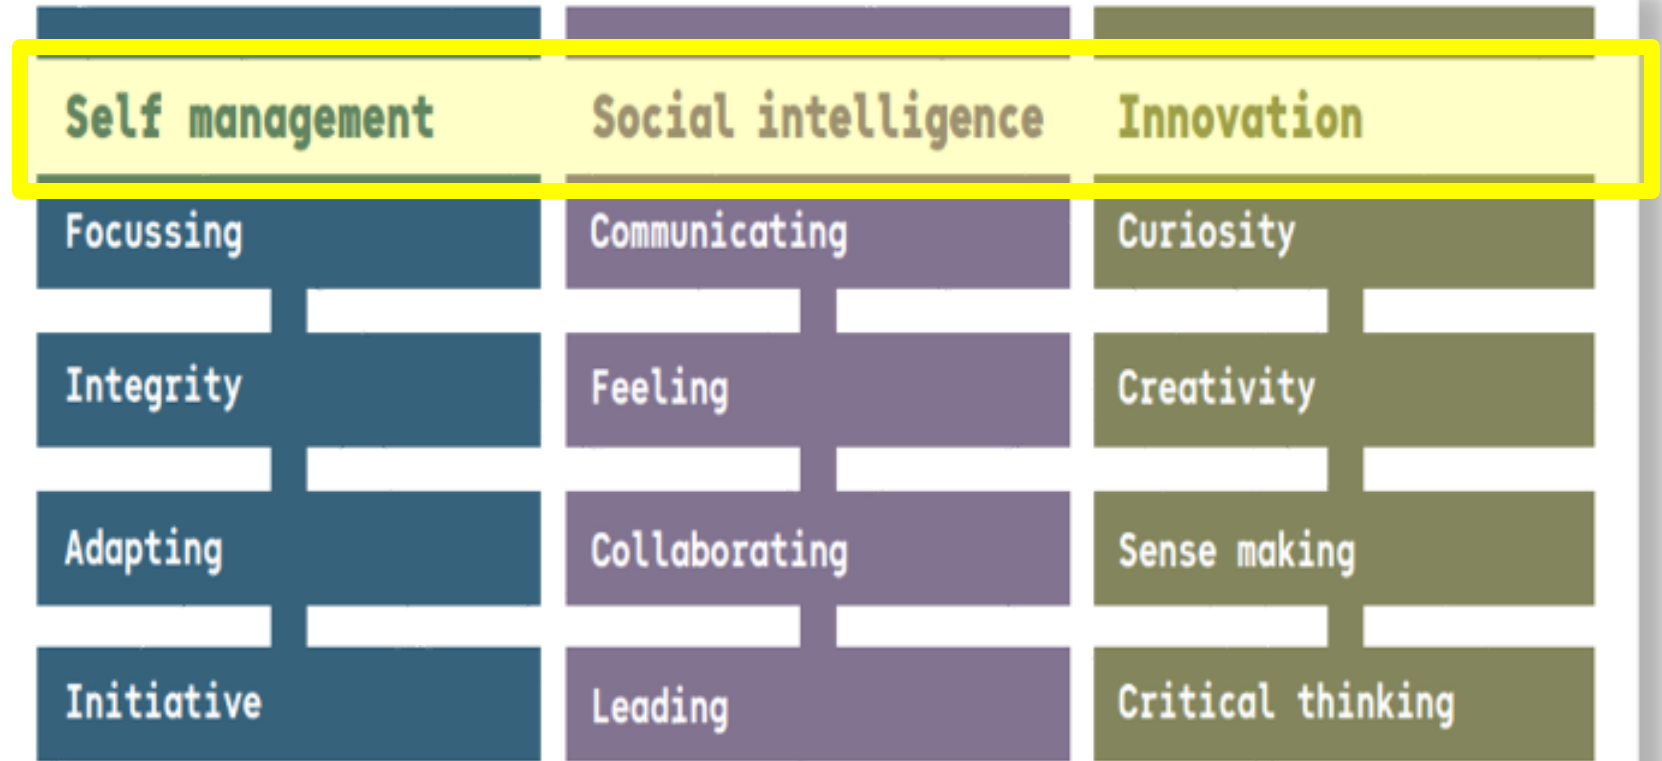 Self management
Social intelligence
Innovation
Focussing
Communicating
Curiosity
Integrity
Feeling
Creativity
Adapting
Collaborating
Sense making
Initiative
Leading
Critical thinking